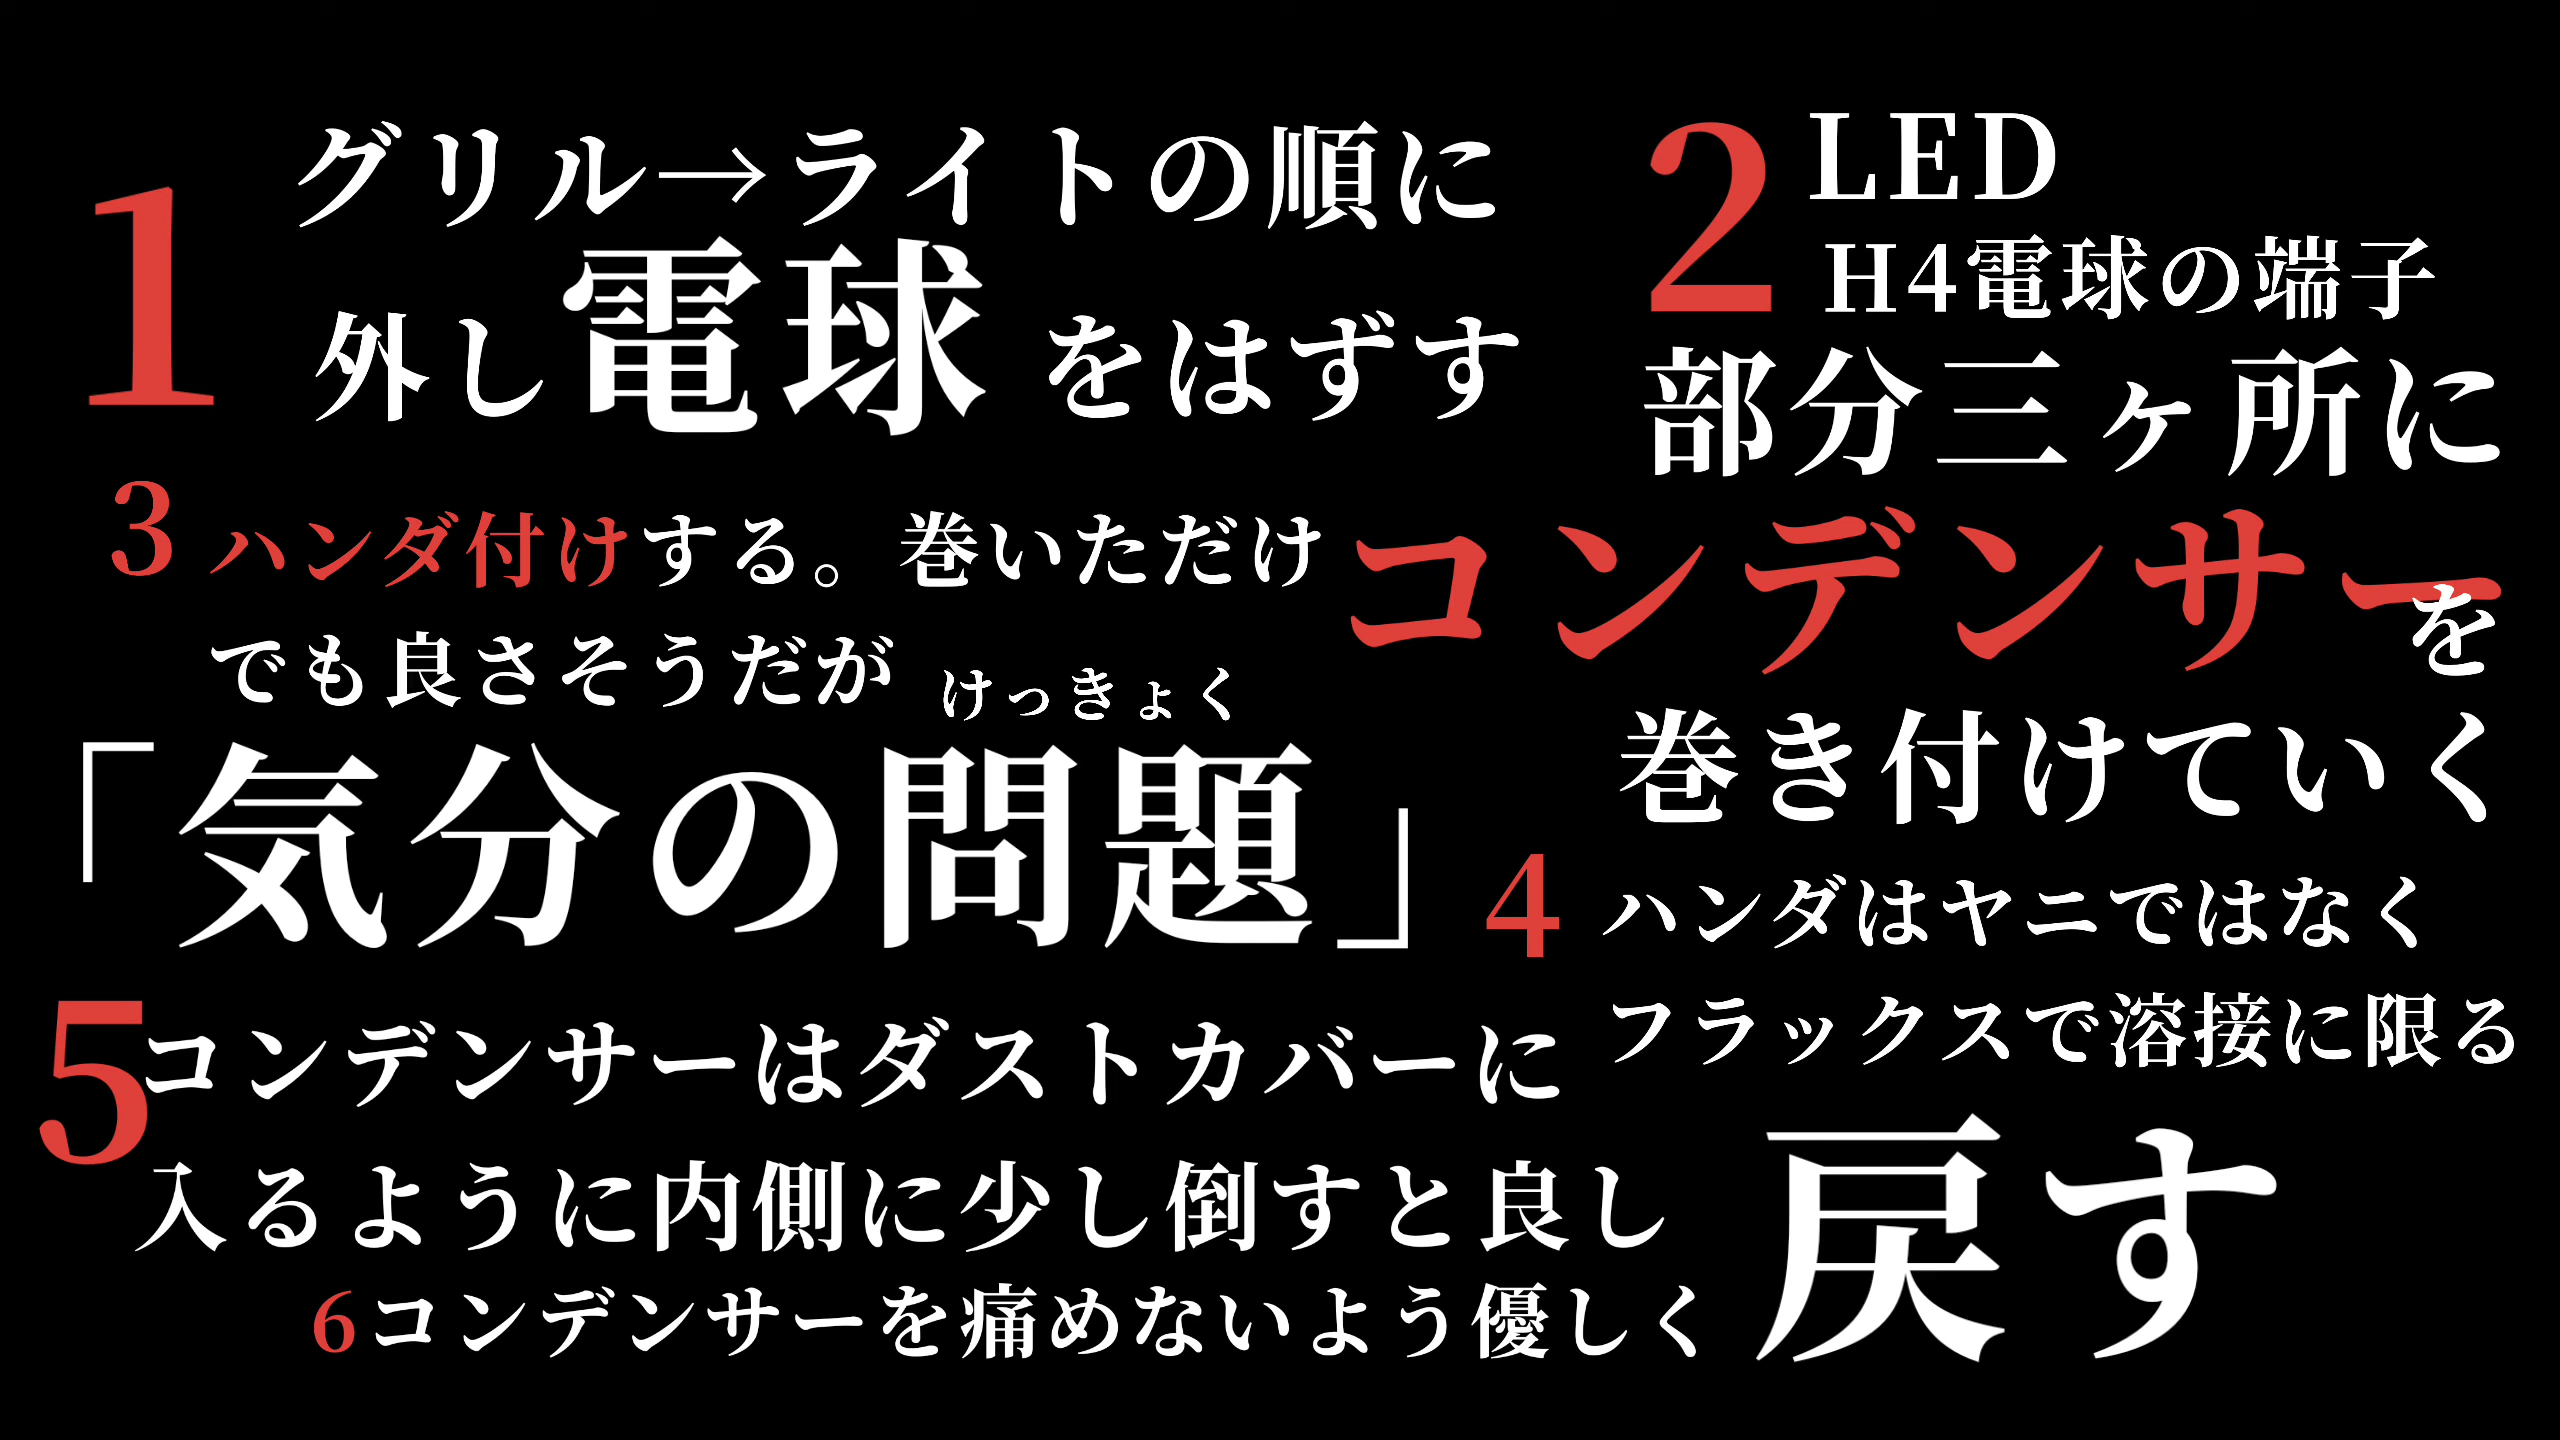 1 グリル→ライトの順に
外し電球をはずす
2 LED
H4電球の端子
部分三ヶ所に
コンデンサーを
巻き付けていく
3 ハンダ付けする。巻いただけ
でも良さそうだが
けっきょく
「気分の問題」
4 ハンダはヤニではなく
フラックスで溶接に限る
5 コンデンサーはダストカバーに
入るように内側に少し倒すと良し
6 コンデンサーを痛めないよう優しく戻す